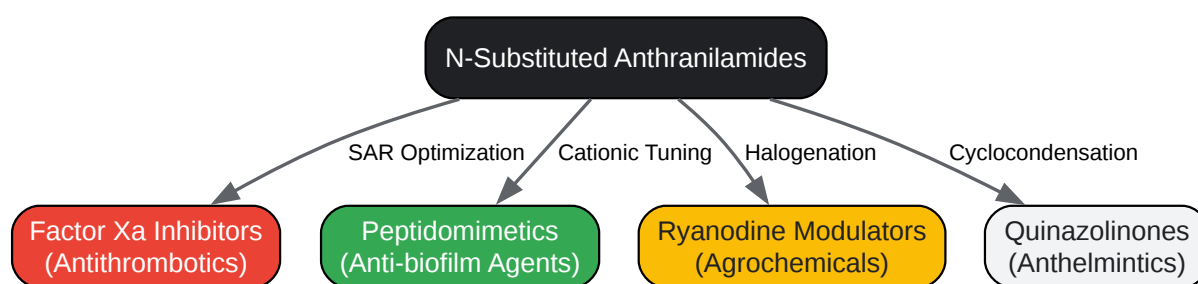 N-Substituted Anthranilamides
SAR Optimization
Cationic Tuning
Halogenation
Cyclocondensation
Factor Xa Inhibitors
(Antithrombotics)
Peptidomimetics
(Anti-biofilm Agents)
Ryanodine Modulators
(Agrochemicals)
Quinazolinones
(Anthelmintics)